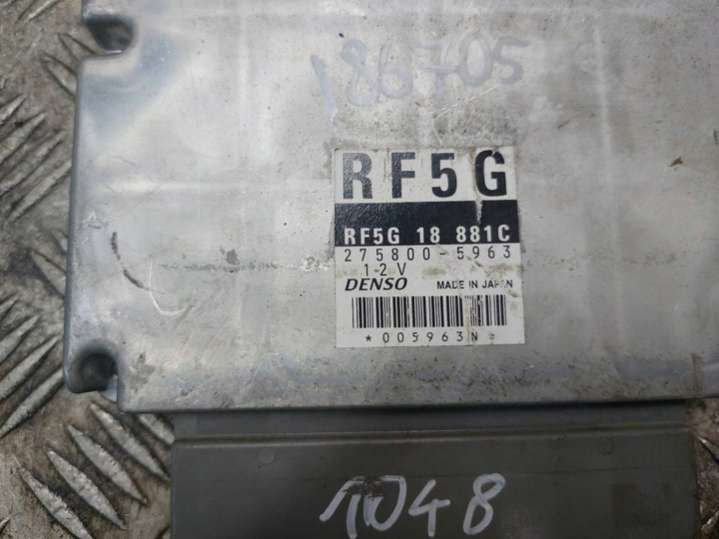 186705
RF5G
RF5G 18 881C
275800-5963
12V
DENSO MADE IN JAPAN
*005963N*
1048